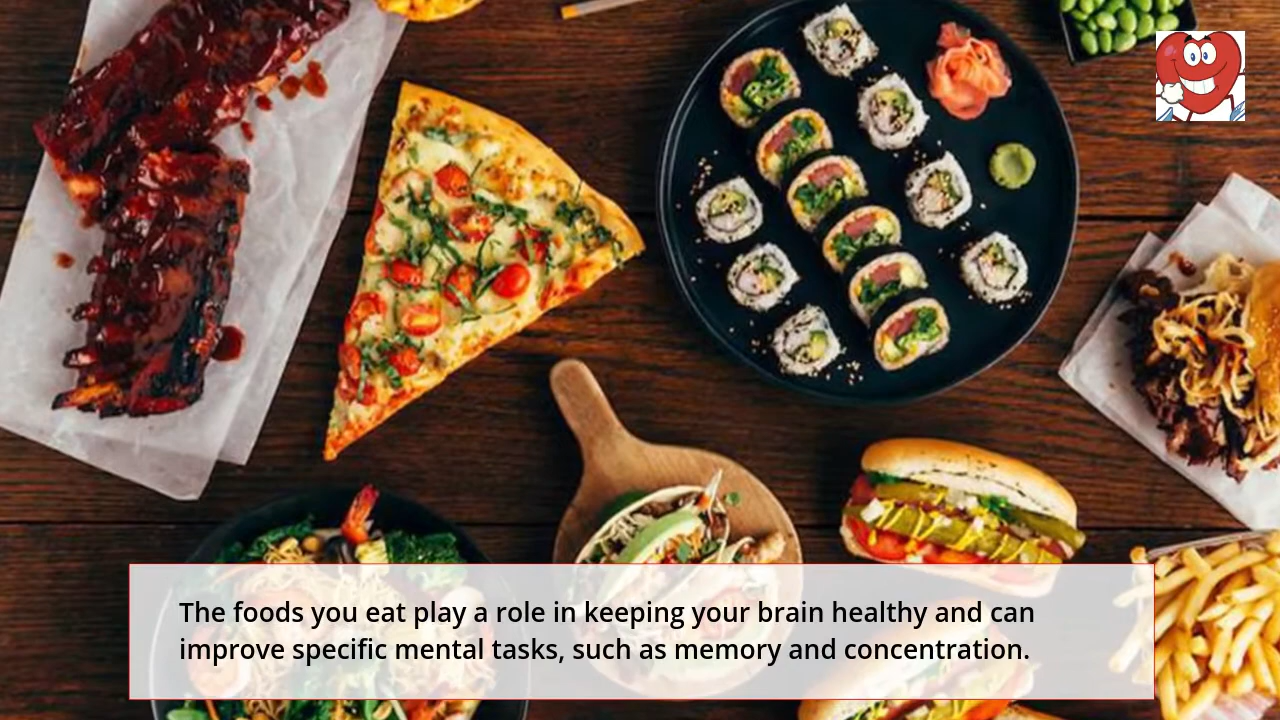 The foods you eat play a role in keeping your brain healthy and can
improve specific mental tasks, such as memory and concentration.